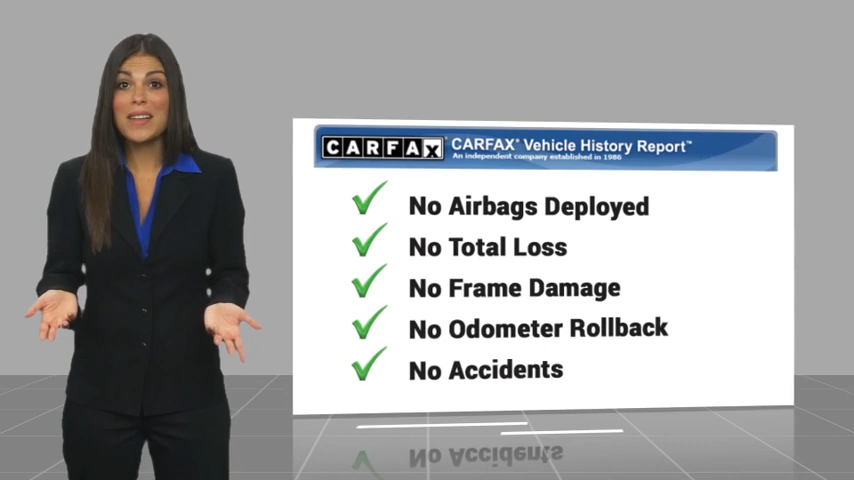 CARFAX CARFAX® Vehicle History Report™
An independent company established in 1986
No Airbags Deployed
No Total Loss
No Frame Damage
No Odometer Rollback
No Accidents
No Accidents